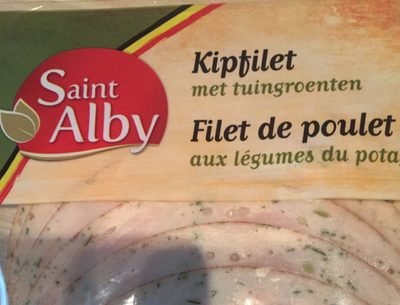 Saint
Alby
Kipfilet
met tuingroenten
Filet de poulet
aux légumes du pota